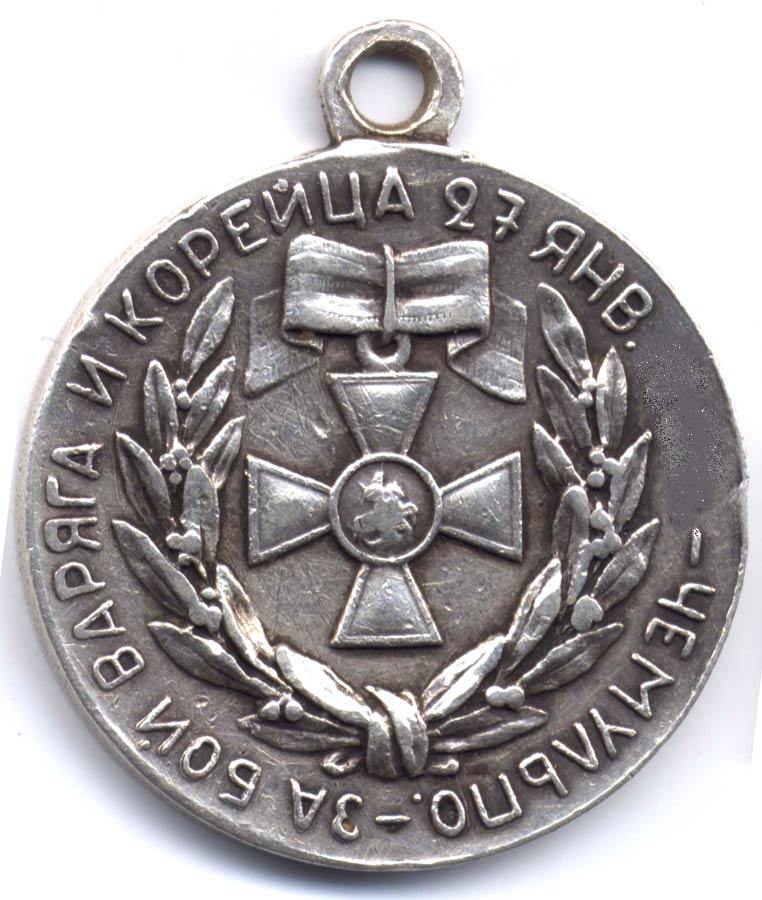 ЗА БОЙ ВАРЯГА И КОРЕЙЦА 27 ЯНВ. – ЧЕМУЛЬПО. –